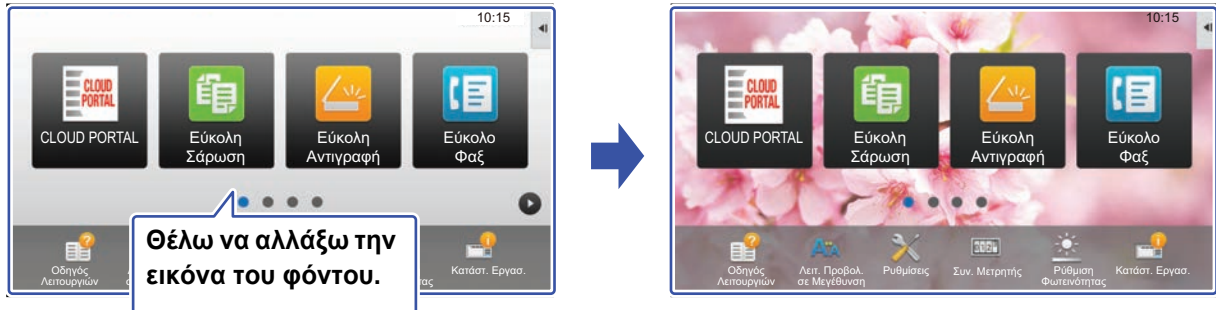 10:15
CLOUD
PORTAL
CLOUD PORTAL
Εύκολη
Σάρωση
Εύκολη
Αντιγραφή
Εύκολο
Φαξ
Θέλω να αλλάξω την
εικόνα του φόντου.
Οδηγός
Λειτουργιών
Κατάστ. Εργασ.
10:15
CLOUD
PORTAL
CLOUD PORTAL
Εύκολη
Σάρωση
Εύκολη
Αντιγραφή
Εύκολο
Φαξ
Οδηγός
Λειτουργιών
Λειτ. Προβολ.
σε Μεγέθυνση
Ρυθμίσεις
Συν. Μετρητής
Ρύθμιση
Φωτεινότητας
Κατάστ. Εργασ.